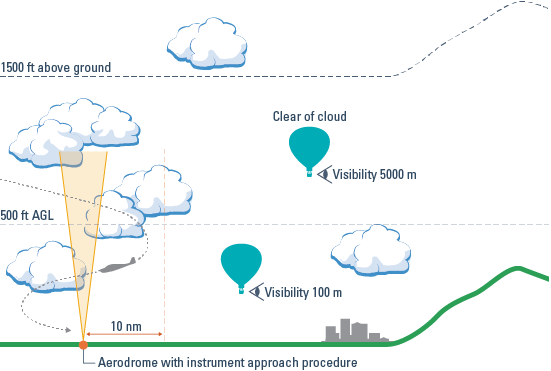 1500 ft above ground
Clear of cloud
Visibility 5000 m
500 ft AGL
Visibility 100 m
10 nm
Aerodrome with instrument approach procedure